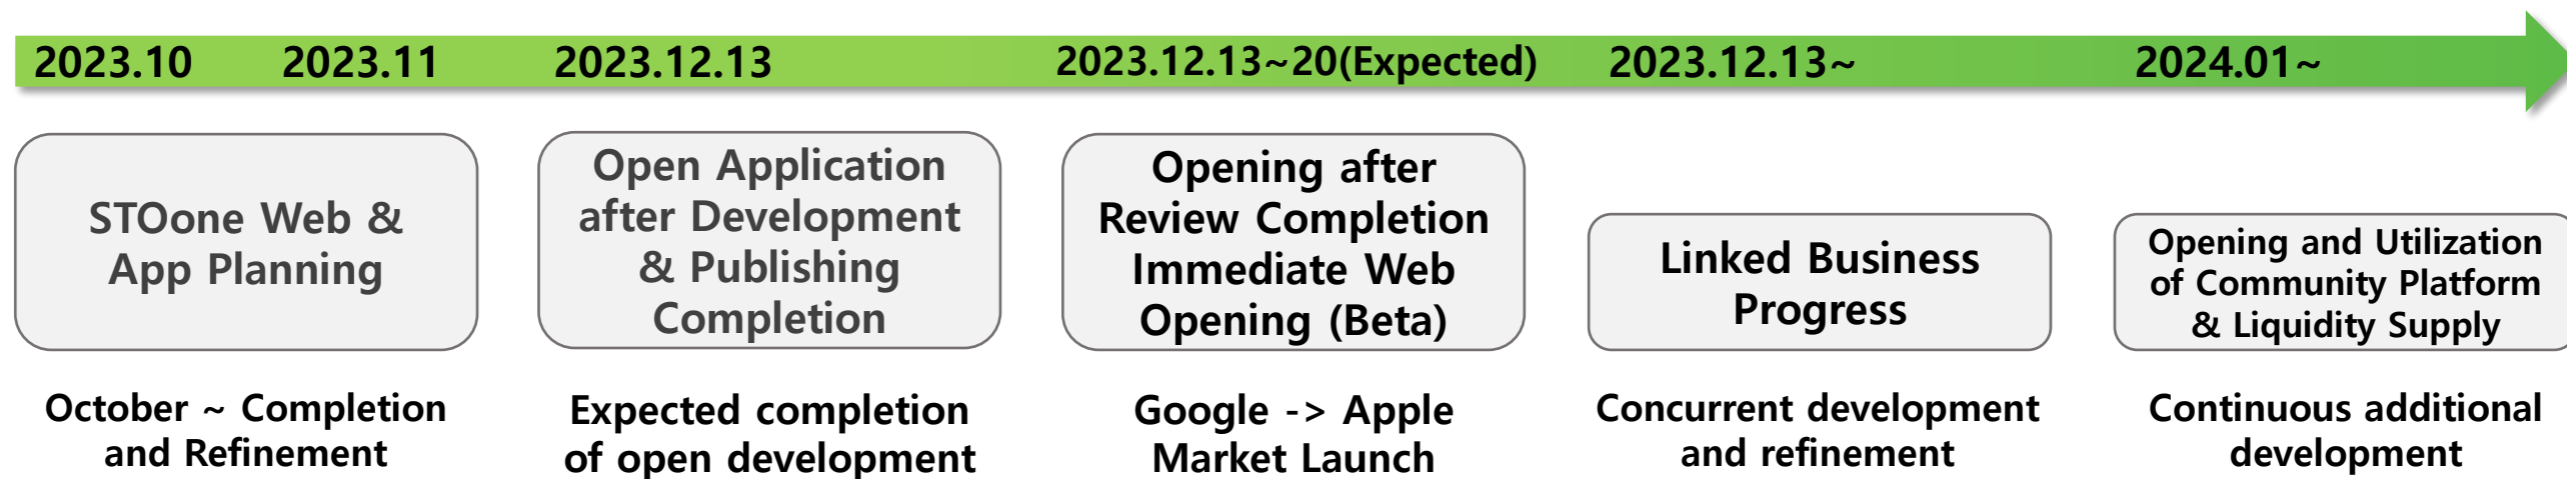 2023.10
2023.11
2023.12.13
2023.12.13~20(Expected)
2023.12.13~
2024.01~
STOone Web &
App Planning
Open Application
after Development
& Publishing
Completion
Opening after
Review Completion
Immediate Web
Opening (Beta)
Linked Business
Progress
Opening and Utilization
of Community Platform
& Liquidity Supply
October ~ Completion
and Refinement
Expected completion
of open development
Google -> Apple
Market Launch
Concurrent development
and refinement
Continuous additional
development